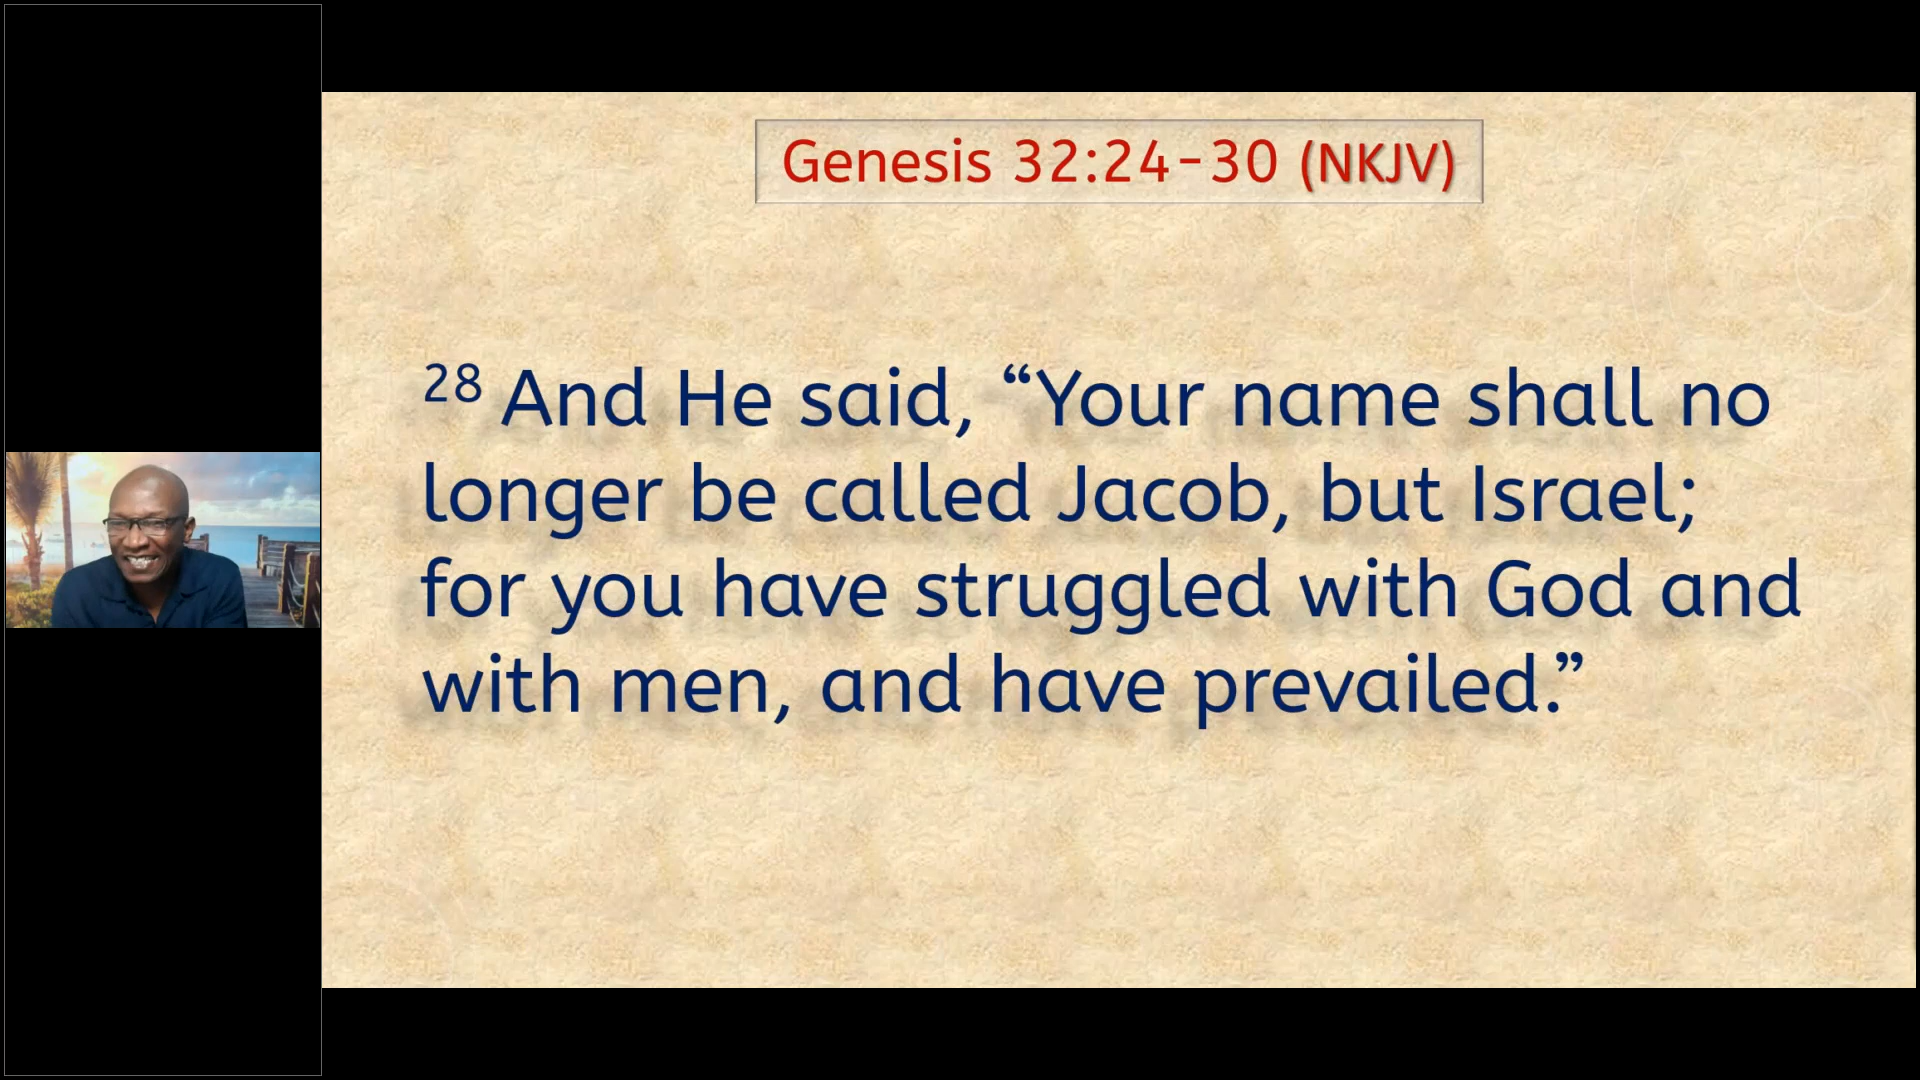 Genesis 32:24-30 (NKJV)
28 And He said, “Your name shall no
longer be called Jacob, but Israel;
for you have struggled with God and
with men, and have prevailed.”